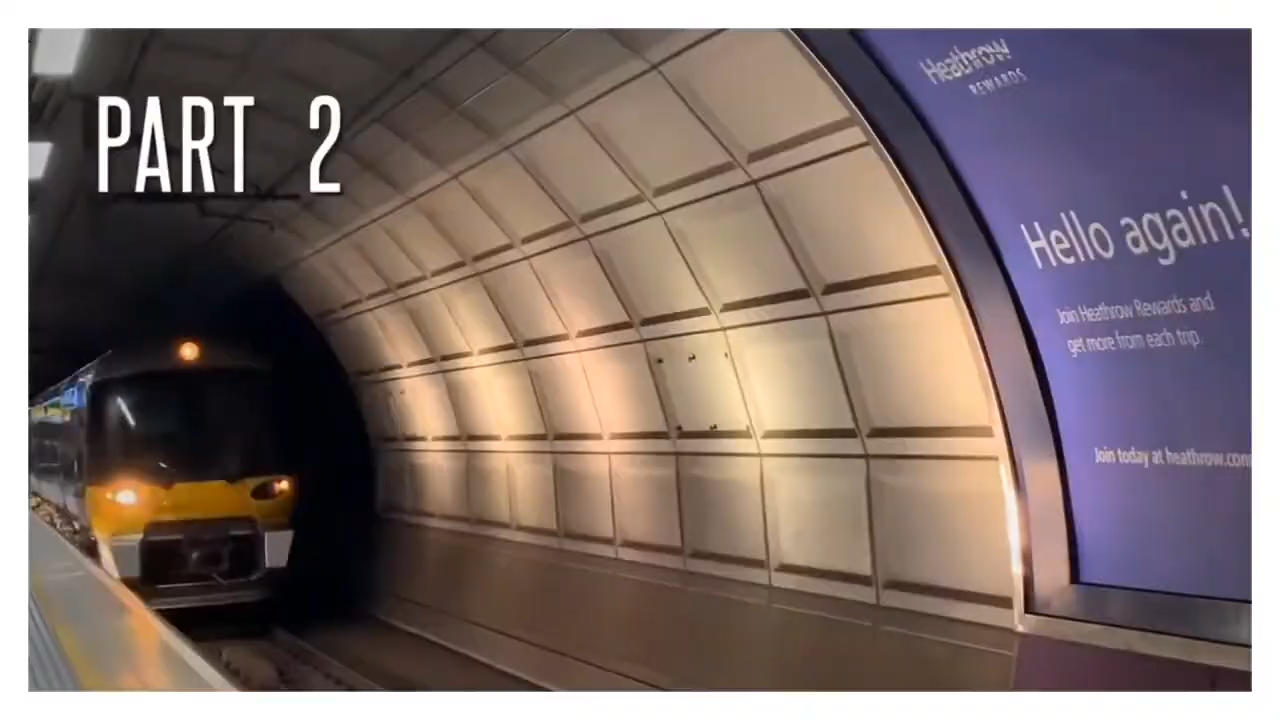 PART 2
Heathrow
REWARDS
Hello again!
Join Heathrow Rewards and
get more from each trip
Join today at heathrow.com